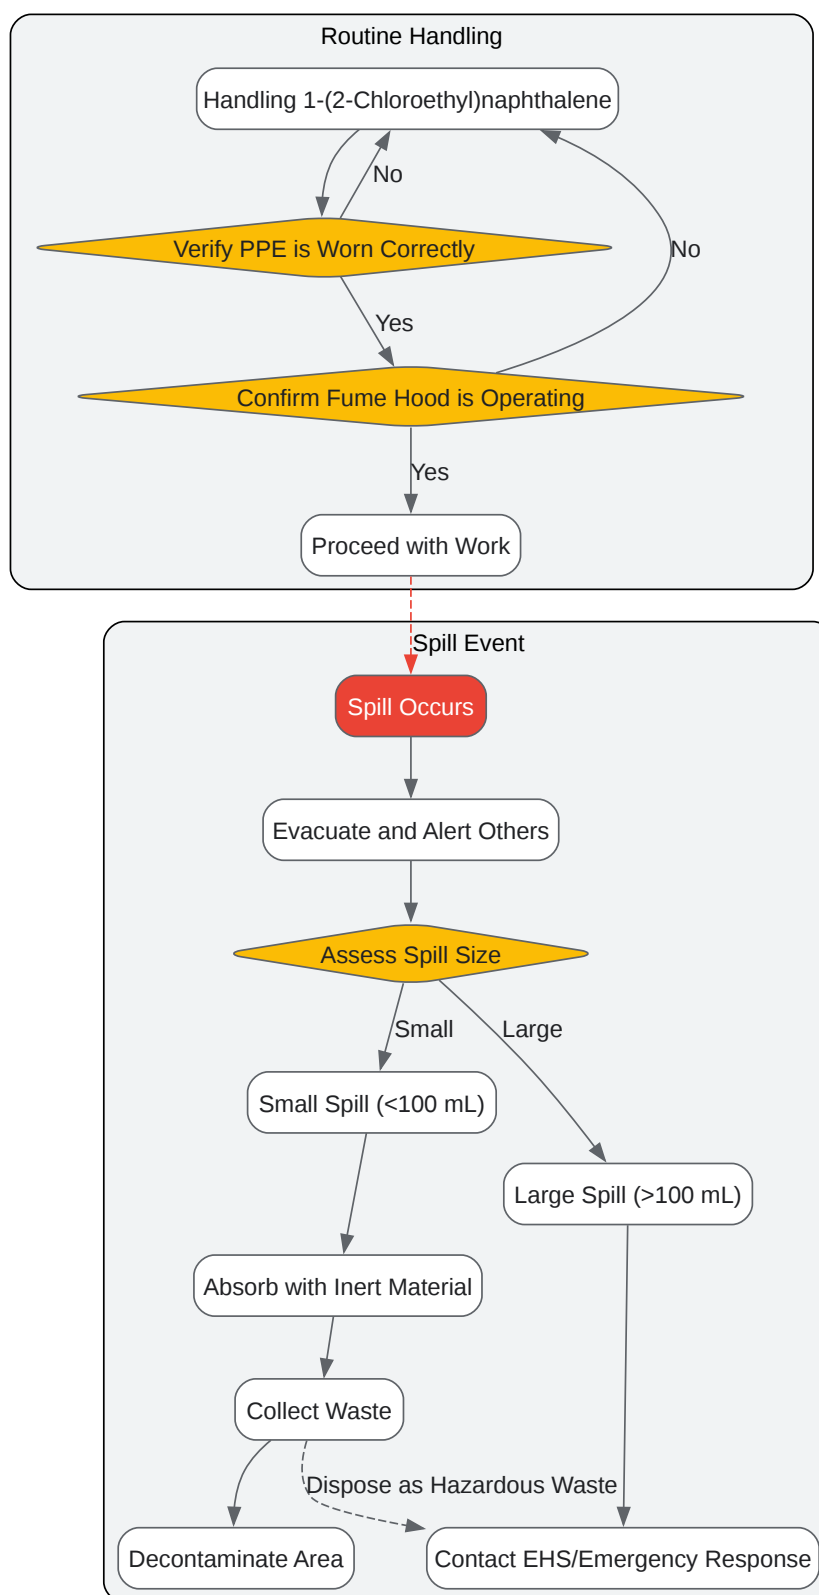 Routine Handling
Handling 1-(2-Chloroethyl)naphthalene
No
Verify PPE is Worn Correctly
No
Yes
Confirm Fume Hood is Operating
Yes
Proceed with Work
Spill Event
Spill Occurs
Evacuate and Alert Others
Assess Spill Size
Small
Large
Small Spill (<100 mL)
Large Spill (>100 mL)
Absorb with Inert Material
Collect Waste
Dispose as Hazardous Waste
Decontaminate Area
Contact EHS/Emergency Response